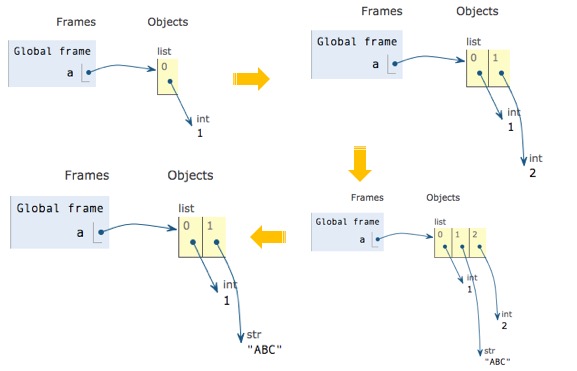 Frames Objects
list
Global frame
0
a
int
1
Frames Objects
list
Global frame
0 1
a
int
1
int
2
Frames Objects
list
Global frame
0 1 2
a
int
1
int
2
str
"ABC"
Frames Objects
list
Global frame
0 1
a
int
1
str
"ABC"